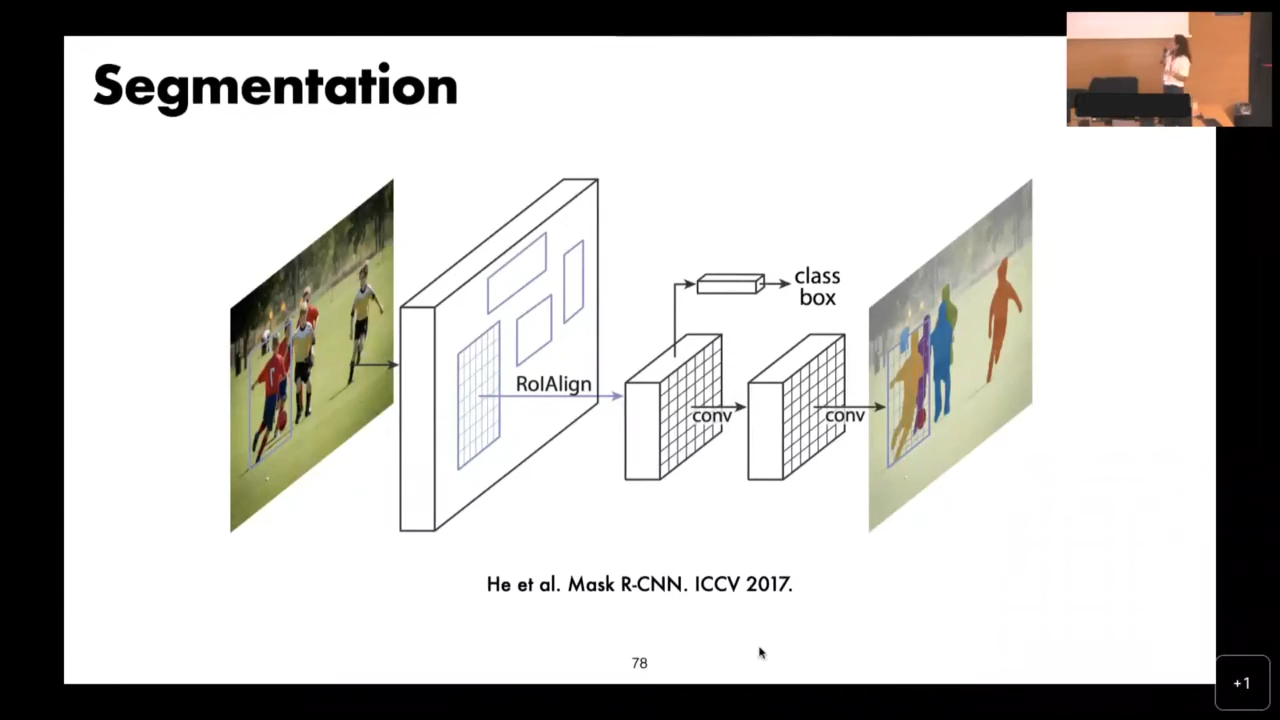 Segmentation
class
box
RoIAlign
conv
conv
He et al. Mask R-CNN. ICCV 2017.
78
+1